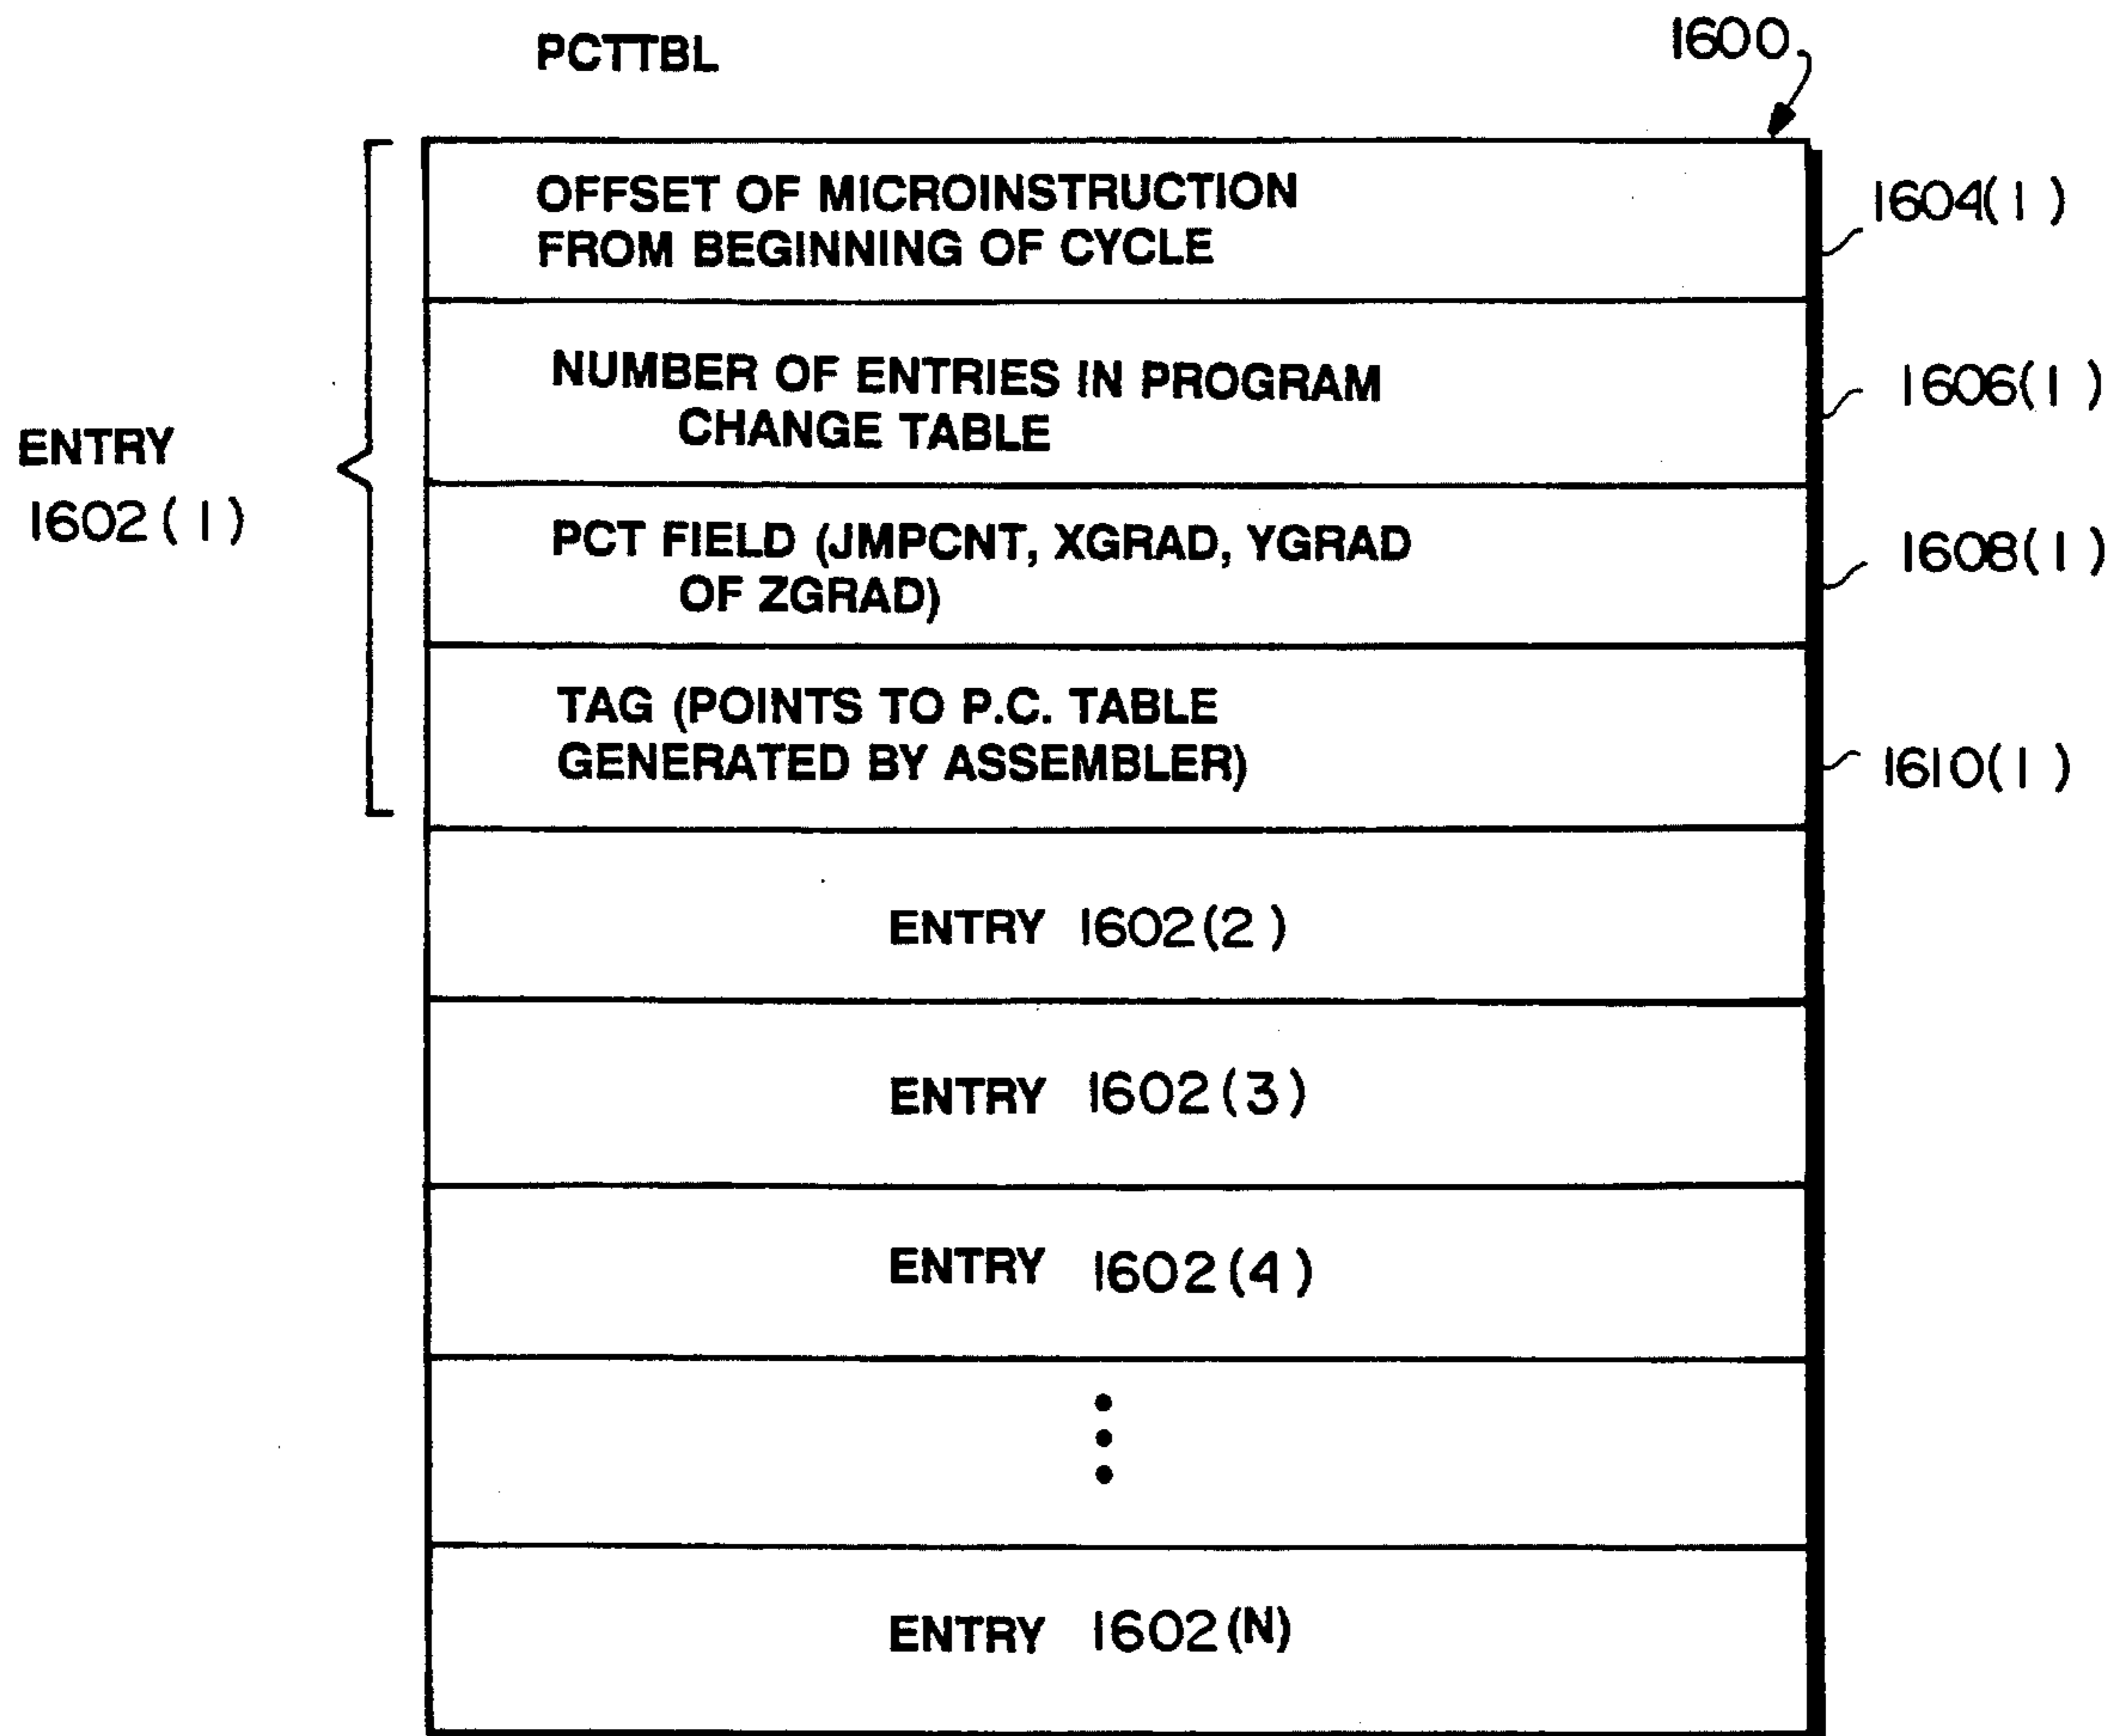 PCTTBL
1600
OFFSET OF MICROINSTRUCTION
FROM BEGINNING OF CYCLE
1604(1)
NUMBER OF ENTRIES IN PROGRAM
CHANGE TABLE
1606(1)
ENTRY
1602(1)
PCT FIELD (JMPCNT, XGRAD, YGRAD
OF ZGRAD)
1608(1)
TAG (POINTS TO P.C. TABLE
GENERATED BY ASSEMBLER)
1610(1)
ENTRY 1602(2)
ENTRY 1602(3)
ENTRY 1602(4)
ENTRY 1602(N)